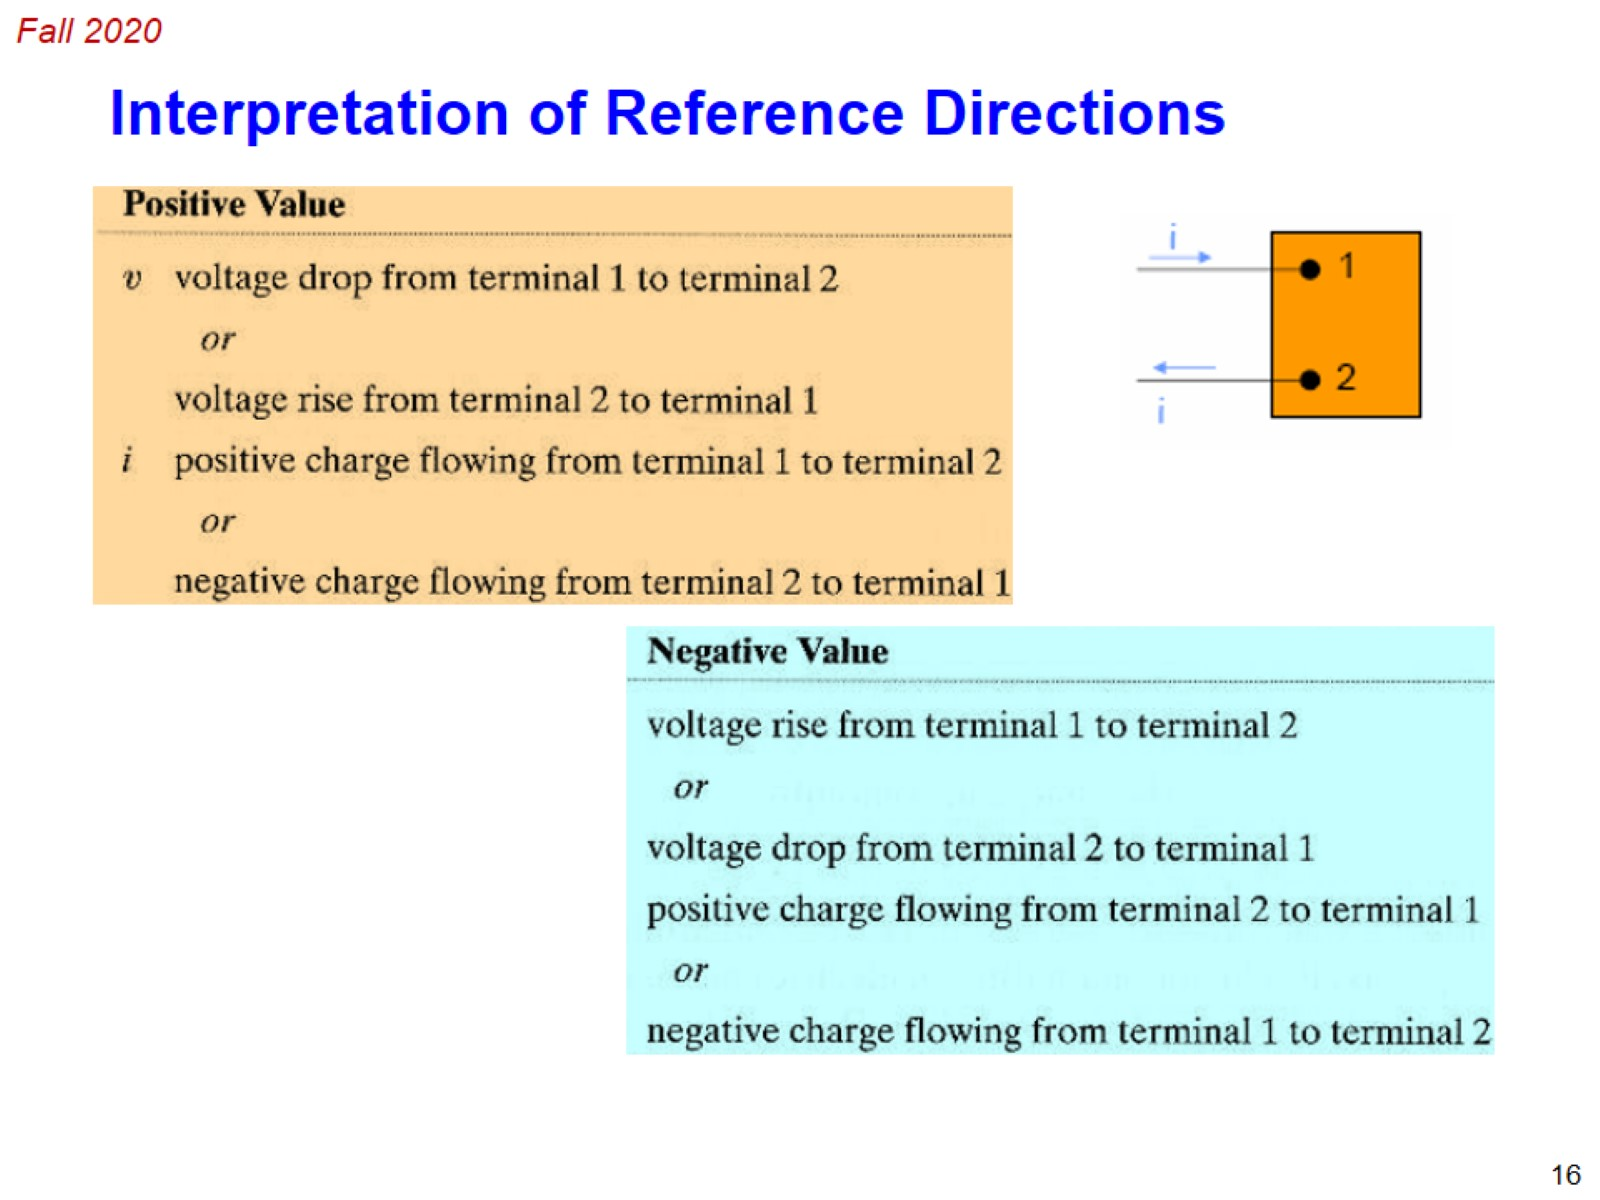 Fall 2020
Interpretation of Reference Directions
Positive Value
v voltage drop from terminal 1 to terminal 2
or
voltage rise from terminal 2 to terminal 1
i positive charge flowing from terminal 1 to terminal 2
or
negative charge flowing from terminal 2 to terminal 1
i
1
2
i
Negative Value
voltage rise from terminal 1 to terminal 2
or
voltage drop from terminal 2 to terminal 1
positive charge flowing from terminal 2 to terminal 1
or
negative charge flowing from terminal 1 to terminal 2
16